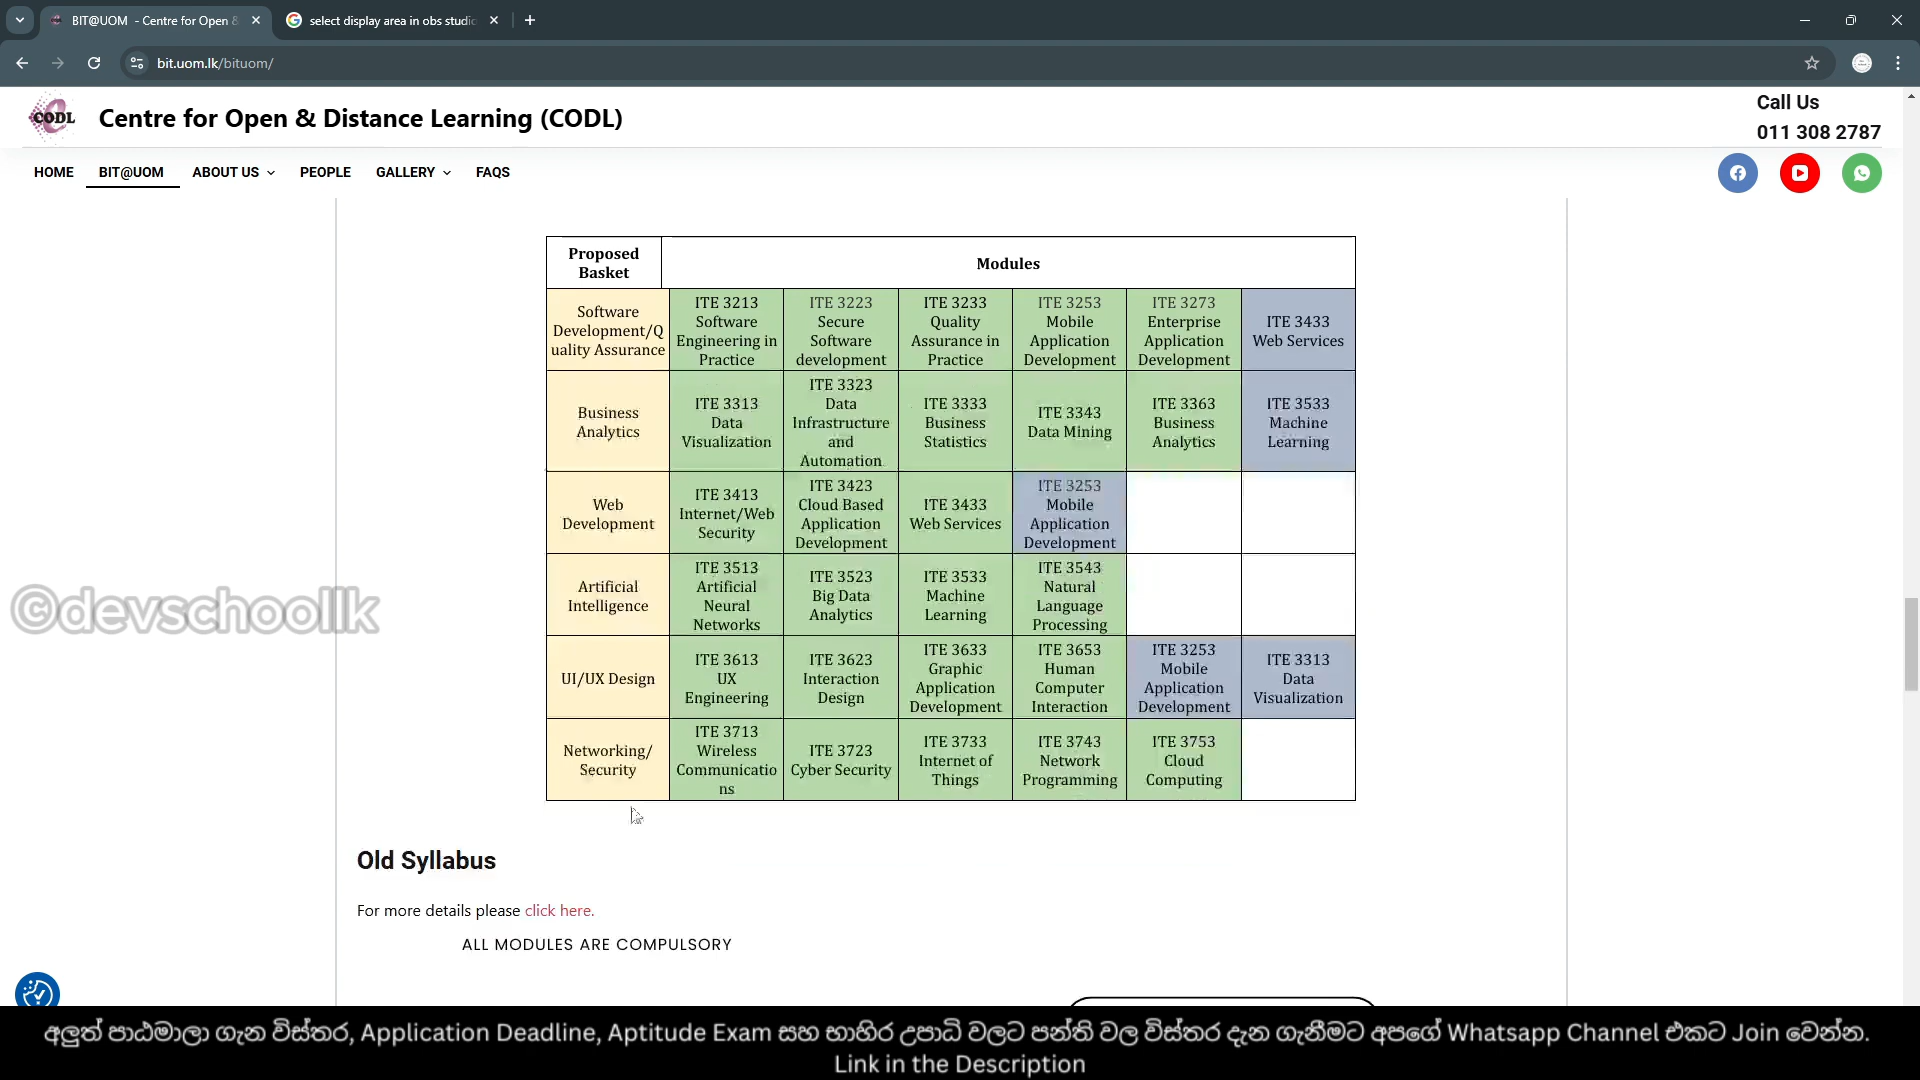 BIT@UOM - Centre for Open &
select display area in obs studio
bit.uom.lk/bituom/
CODL
Centre for Open & Distance Learning (CODL)
Call Us
011 308 2787
HOME
BIT@UOM
ABOUT US
PEOPLE
GALLERY
FAQS
Proposed
Basket
Modules
Software
Development/Q
uality Assurance
ITE 3213
Software
Engineering in
Practice
ITE 3223
Secure
Software
development
ITE 3233
Quality
Assurance in
Practice
ITE 3253
Mobile
Application
Development
ITE 3273
Enterprise
Application
Development
ITE 3433
Web Services
Business
Analytics
ITE 3313
Data
Visualization
ITE 3323
Data
Infrastructure
and
Automation
ITE 3333
Business
Statistics
ITE 3343
Data Mining
ITE 3363
Business
Analytics
ITE 3533
Machine
Learning
Web
Development
ITE 3413
Internet/Web
Security
ITE 3423
Cloud Based
Application
Development
ITE 3433
Web Services
ITE 3253
Mobile
Application
Development
Artificial
Intelligence
ITE 3513
Artificial
Neural
Networks
ITE 3523
Big Data
Analytics
ITE 3533
Machine
Learning
ITE 3543
Natural
Language
Processing
UI/UX Design
ITE 3613
UX
Engineering
ITE 3623
Interaction
Design
ITE 3633
Graphic
Application
Development
ITE 3653
Human
Computer
Interaction
ITE 3253
Mobile
Application
Development
ITE 3313
Data
Visualization
Networking/
Security
ITE 3713
Wireless
Communicatio
ns
ITE 3723
Cyber Security
ITE 3733
Internet of
Things
ITE 3743
Network
Programming
ITE 3753
Cloud
Computing
©devschoollk
Old Syllabus
For more details please click here.
ALL MODULES ARE COMPULSORY
අලුත් පාඨමාලා ගැන විස්තර, Application Deadline, Aptitude Exam සහ භාහිර උපාධි වලට පන්ති වල විස්තර දැන ගැනීමට අපගේ Whatsapp Channel එකට Join වෙන්න.
Link in the Description